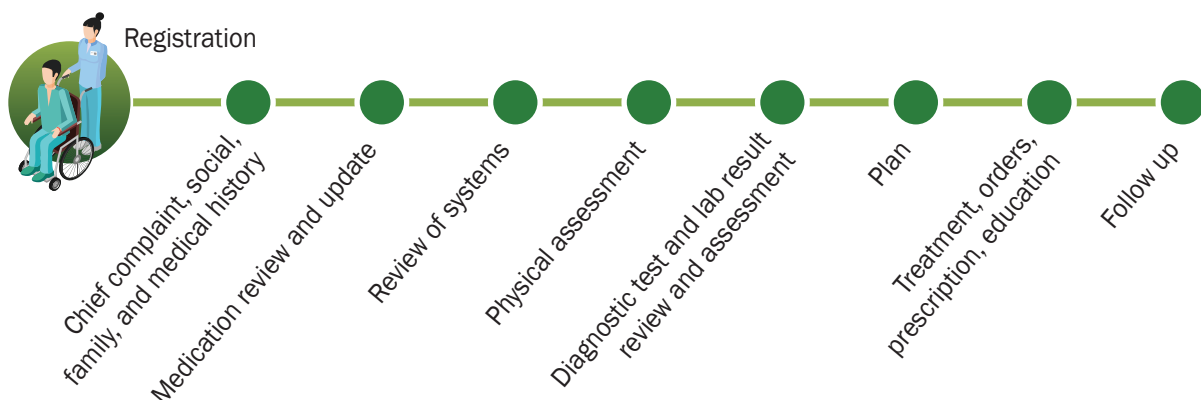 Registration
Chief complaint, social,
family, and medical history
Medication review and update
Review of systems
Physical assessment
Diagnostic test and lab result
review and assessment
Plan
Treatment, orders,
prescription, education
Follow up